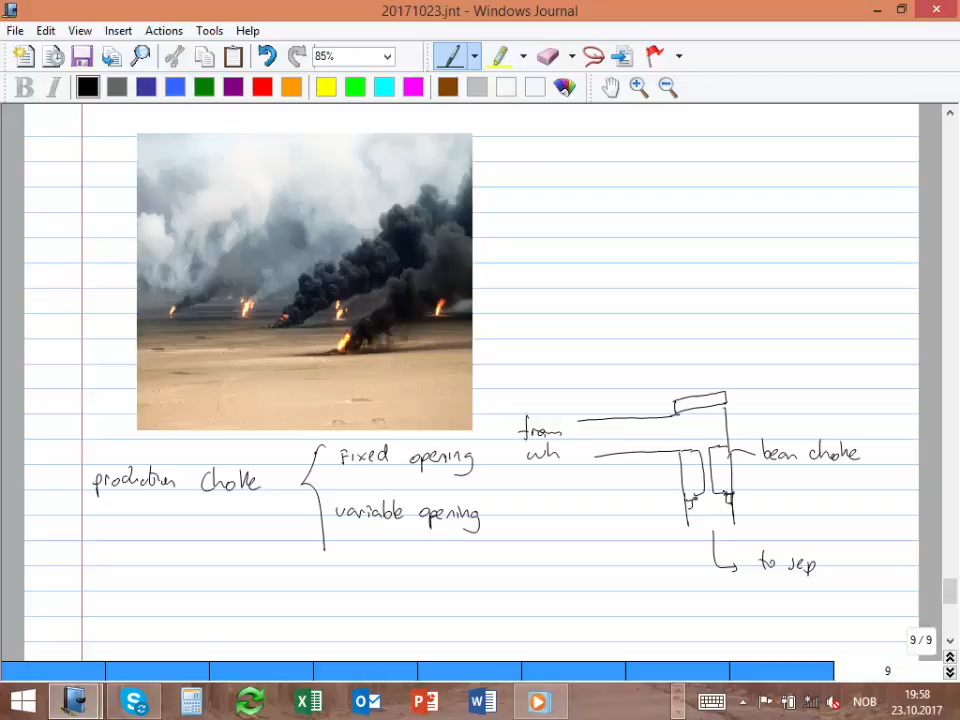 20171023.jnt - Windows Journal
File Edit View Insert Actions Tools Help
85%
B I
from
wh
bean choke
production choke
Fixed opening
variable opening
to sep
9/9
9
NOB
19:58
23.10.2017